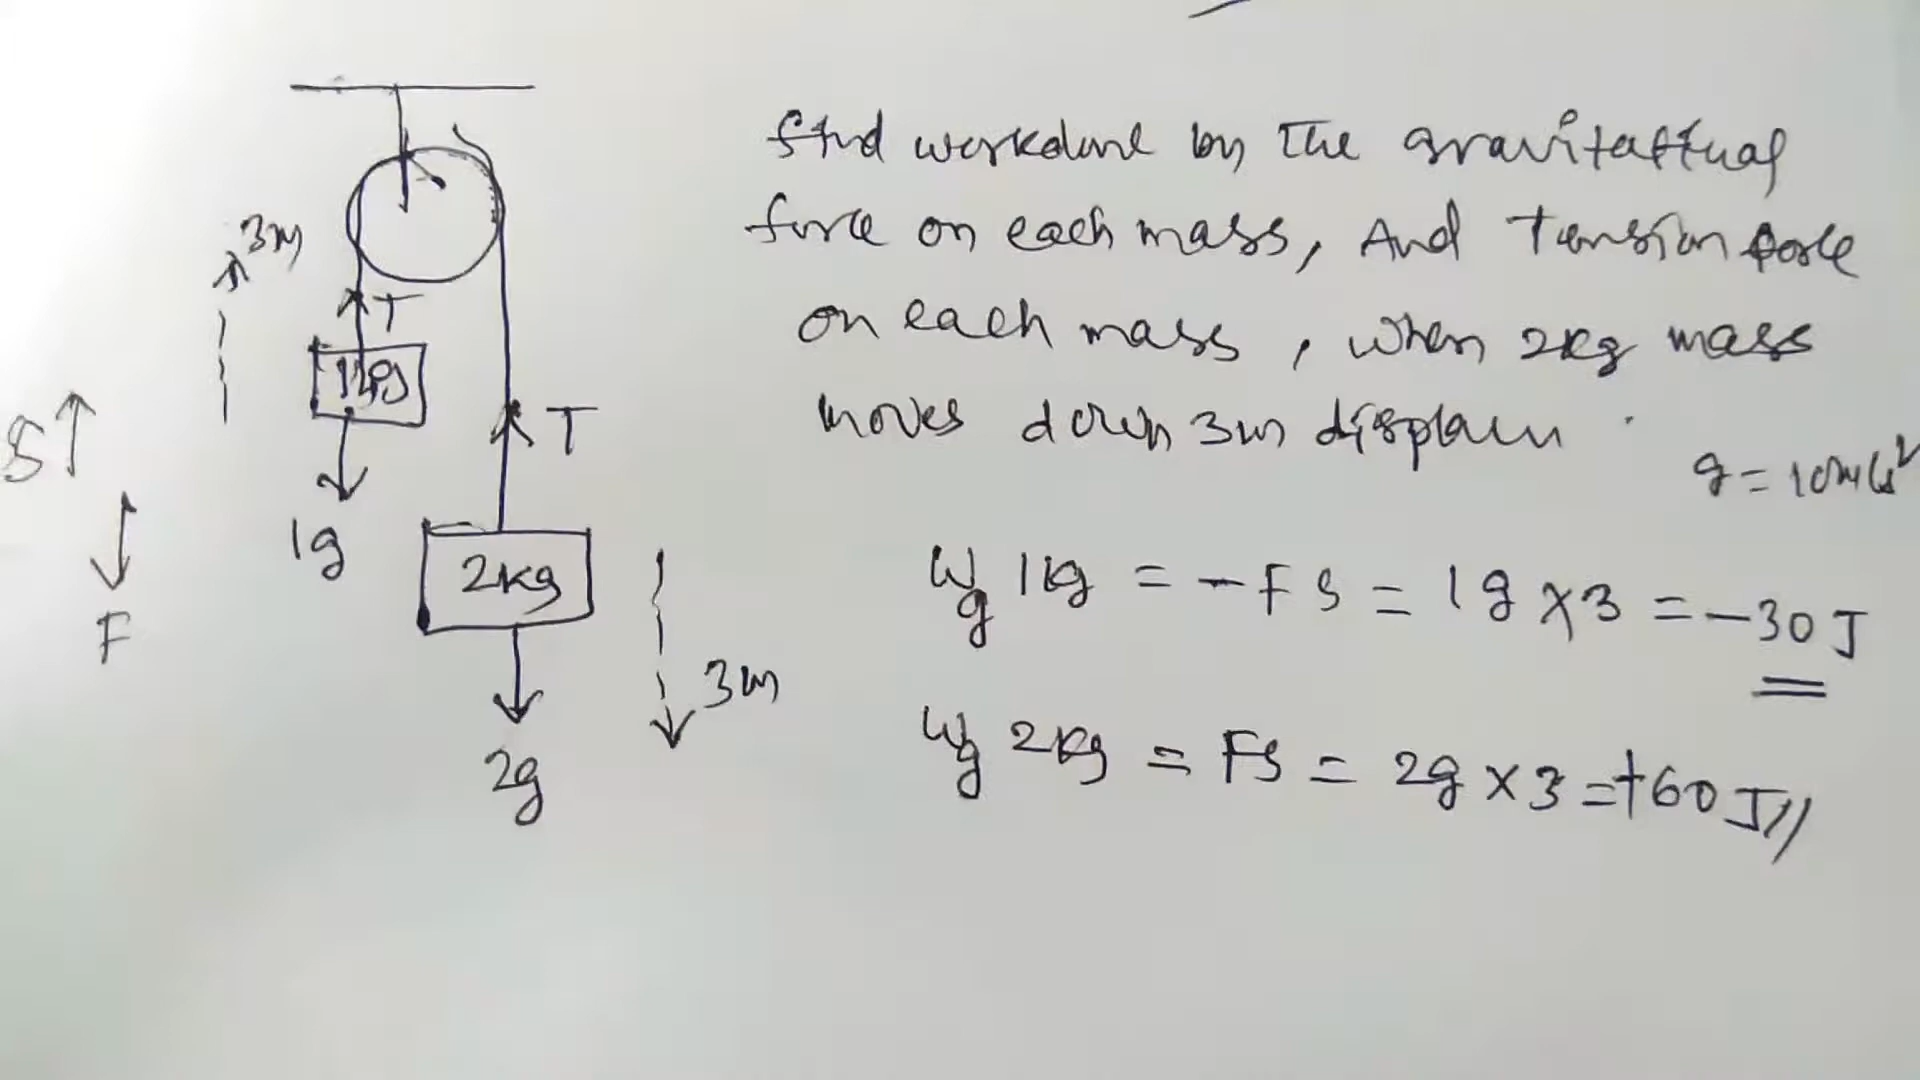 find workdone by the gravitational
force on each mass, And Tension force
on each mass, when 2kg mass
moves down 3m displacem
g = 10m/s²
3m
T
1kg
S
1g
F
T
2kg
3m
2g
Wg 1kg = -FS = 1g x 3 = -30 J
Wg 2kg = FS = 2g x 3 = +60 J//